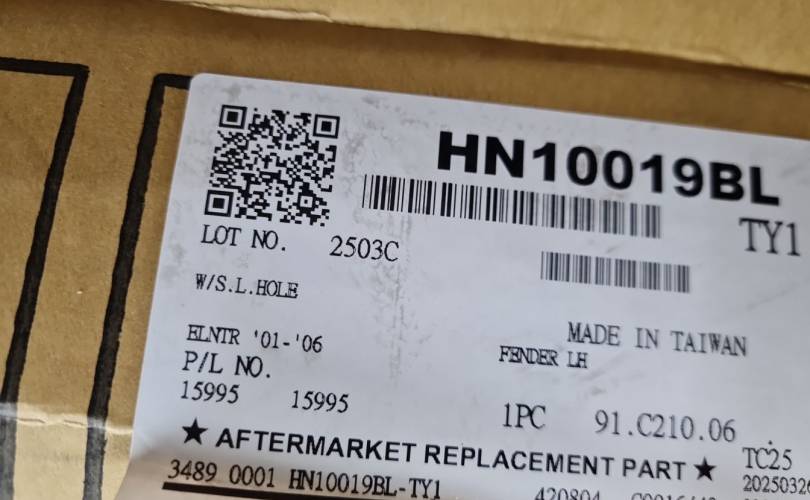 HN10019BL
TY1
LOT NO. 2503C
W/S.L.HOLE
MADE IN TAIWAN
ELNTR '01-'06
FENDER LH
P/L NO.
15995 15995
1PC 91.C210.06
★ AFTERMARKET REPLACEMENT PART ★
TC25
3489 0001 HN10019BL-TY1
420804